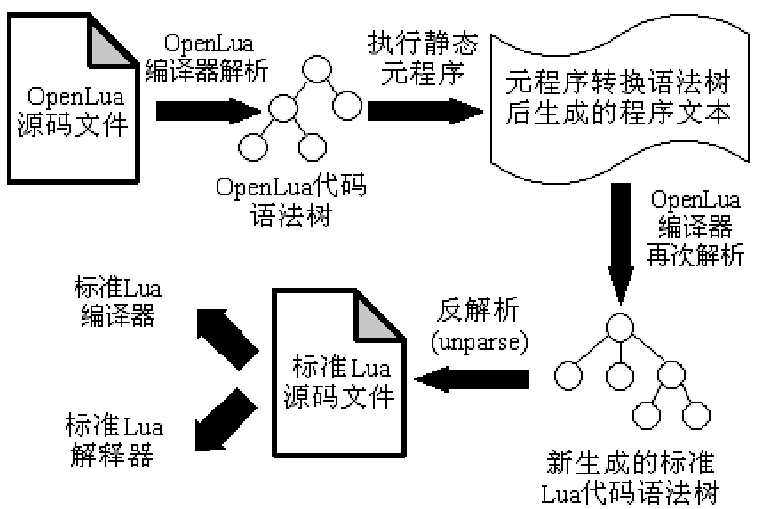 OpenLua
源码文件
OpenLua
编译器解析
OpenLua代码
语法树
执行静态
元程序
元程序转换语法树
后生成的程序文本
OpenLua
编译器
再次解析
新生成的标准
Lua代码语法树
反解析
(unparse)
标准Lua
源码文件
标准Lua
编译器
标准Lua
解释器